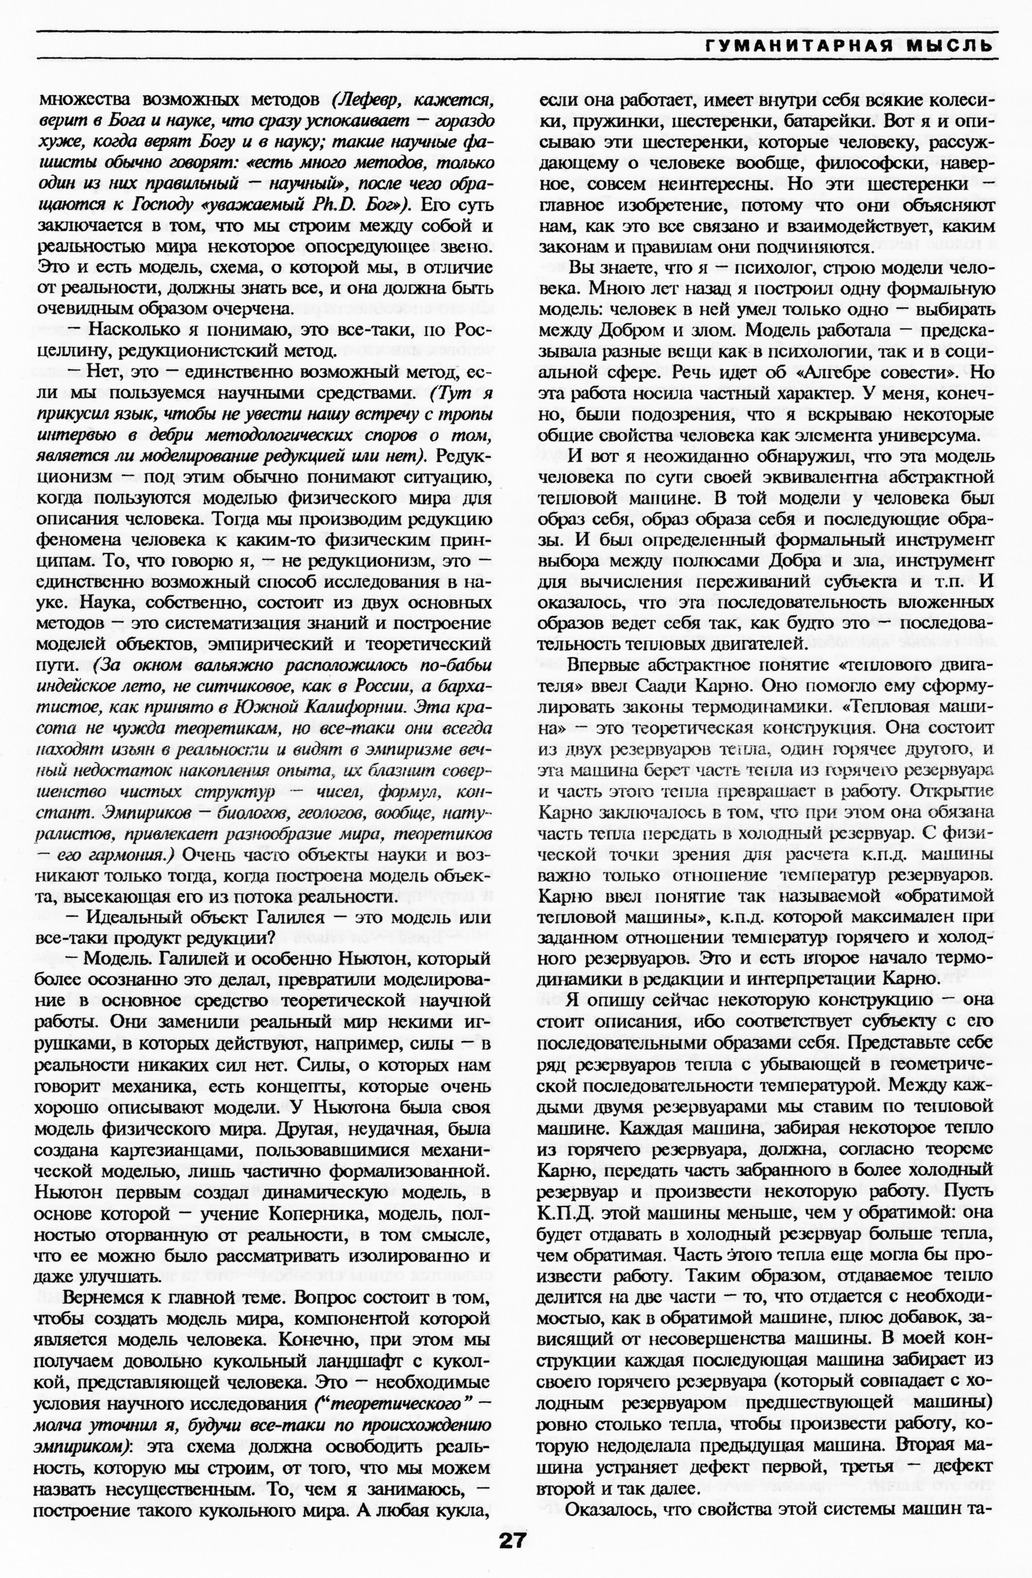 ГУМАНИТАРНАЯ МЫСЛЬ
множества возможных методов (Лефевр, кажется,
верит в Бога и науке, что сразу успокаивает — гораздо
хуже, когда верят Богу и в науку; такие научные фа-
шисты обычно говорят: «есть много методов, только
один из них правильный — научный», после чего обра-
щаются к Господу «уважаемый Ph.D. Бог»). Его суть
заключается в том, что мы строим между собой и
реальностью мира некоторое опосредующее звено.
Это и есть модель, схема, о которой мы, в отличие
от реальности, должны знать все, и она должна быть
очевидным образом очерчена.
— Насколько я понимаю, это все-таки, по Рос-
целлину, редукционистский метод.
— Нет, это — единственно возможный метод, ес-
ли мы пользуемся научными средствами. (Тут я
прикусил язык, чтобы не увести нашу встречу с тропы
интервью в дебри методологических споров о том,
является ли моделирование редукцией или нет). Редук-
ционизм — под этим обычно понимают ситуацию,
когда пользуются моделью физического мира для
описания человека. Тогда мы производим редукцию
феномена человека к каким-то физическим прин-
ципам. То, что говорю я, — не редукционизм, это —
единственно возможный способ исследования в на-
уке. Наука, собственно, состоит из двух основных
методов — это систематизация знаний и построение
моделей объектов, эмпирический и теоретический
пути. (За окном вальяжно расположилось по-бабьи
индейское лето, не ситчиковое, как в России, а барха-
тистое, как принято в Южной Калифорнии. Эта кра-
сота не чужда теоретикам, но все-таки они всегда
находят изъян в реальности и видят в эмпиризме веч-
ный недостаток накопления опыта, их блазнит совер-
шенство чистых структур — чисел, формул, кон-
стант. Эмпириков — биологов, геологов, вообще, нату-
ралистов, привлекает разнообразие мира, теоретиков
— его гармония.) Очень часто объекты науки и воз-
никают только тогда, когда построена модель объек-
та, высекающая его из потока реальности.
— Идеальный объект Галилея — это модель или
все-таки продукт редукции?
— Модель. Галилей и особенно Ньютон, который
более осознанно это делал, превратили моделирова-
ние в основное средство теоретической научной
работы. Они заменили реальный мир некими иг-
рушками, в которых действуют, например, силы — в
реальности никаких сил нет. Силы, о которых нам
говорит механика, есть концепты, которые очень
хорошо описывают модели. У Ньютона была своя
модель физического мира. Другая, неудачная, была
создана картезианцами, пользовавшимися механи-
ческой моделью, лишь частично формализованной.
Ньютон первым создал динамическую модель, в
основе которой — учение Коперника, модель, пол-
ностью оторванную от реальности, в том смысле,
что ее можно было рассматривать изолированно и
даже улучшать.
Вернемся к главной теме. Вопрос состоит в том,
чтобы создать модель мира, компонентой которой
является модель человека. Конечно, при этом мы
получаем довольно кукольный ландшафт с кукол-
кой, представляющей человека. Это — необходимые
условия научного исследования (“теоретического” —
молча уточнил я, будучи все-таки по происхождению
эмпириком): эта схема должна освободить реаль-
ность, которую мы строим, от того, что мы можем
назвать несущественным. То, чем я занимаюсь, —
построение такого кукольного мира. А любая кукла,
если она работает, имеет внутри себя всякие колеси-
ки, пружинки, шестеренки, батарейки. Вот я и опи-
сываю эти шестеренки, которые человеку, рассуж-
дающему о человеке вообще, философски, навер-
ное, совсем неинтересны. Но эти шестеренки —
главное изобретение, потому что они объясняют
нам, как это все связано и взаимодействует, каким
законам и правилам они подчиняются.
Вы знаете, что я — психолог, строю модели чело-
века. Много лет назад я построил одну формальную
модель: человек в ней умел только одно — выбирать
между Добром и злом. Модель работала — предска-
зывала разные вещи как в психологии, так и в соци-
альной сфере. Речь идет об «Алгебре совести». Но
эта работа носила частный характер. У меня, конеч-
но, были подозрения, что я вскрываю некоторые
общие свойства человека как элемента универсума.
И вот я неожиданно обнаружил, что эта модель
человека по сути своей эквивалентна абстрактной
тепловой машине. В той модели у человека был
образ себя, образ образа себя и последующие обра-
зы. И был определенный формальный инструмент
выбора между полюсами Добра и зла, инструмент
для вычисления переживаний субъекта и т.п. И
оказалось, что эта последовательность вложенных
образов ведет себя так, как будто это — последова-
тельность тепловых двигателей.
Впервые абстрактное понятие «теплового двига-
теля» ввел Саади Карно. Оно помогло ему сформу-
лировать законы термодинамики. «Тепловая маши-
на» — это теоретическая конструкция. Она состоит
из двух резервуаров тепла, один горячее другого, и
эта машина берет часть тепла из горячего резервуара
и часть этого тепла превращает в работу. Открытие
Карно заключалось в том, что при этом она обязана
часть тепла передать в холодный резервуар. С физи-
ческой точки зрения для расчета к.п.д. машины
важно только отношение температур резервуаров.
Карно ввел понятие так называемой «обратимой
тепловой машины», к.п.д. которой максимален при
заданном отношении температур горячего и холод-
ного резервуаров. Это и есть второе начало термо-
динамики в редакции и интерпретации Карно.
Я опишу сейчас некоторую конструкцию — она
стоит описания, ибо соответствует субъекту с его
последовательными образами себя. Представьте себе
ряд резервуаров тепла с убывающей в геометриче-
ской последовательности температурой. Между каж-
дыми двумя резервуарами мы ставим по тепловой
машине. Каждая машина, забирая некоторое тепло
из горячего резервуара, должна, согласно теореме
Карно, передать часть забранного в более холодный
резервуар и произвести некоторую работу. Пусть
К.П.Д. этой машины меньше, чем у обратимой: она
будет отдавать в холодный резервуар больше тепла,
чем обратимая. Часть этого тепла еще могла бы про-
извести работу. Таким образом, отдаваемое тепло
делится на две части — то, что отдается с необходи-
мостью, как в обратимой машине, плюс добавок, за-
висящий от несовершенства машины. В моей кон-
струкции каждая последующая машина забирает из
своего горячего резервуара (который совпадает с хо-
лодным резервуаром предшествующей машины)
ровно столько тепла, чтобы произвести работу, ко-
торую недоделала предыдущая машина. Вторая ма-
шина устраняет дефект первой, третья — дефект
второй и так далее.
Оказалось, что свойства этой системы машин та-
27